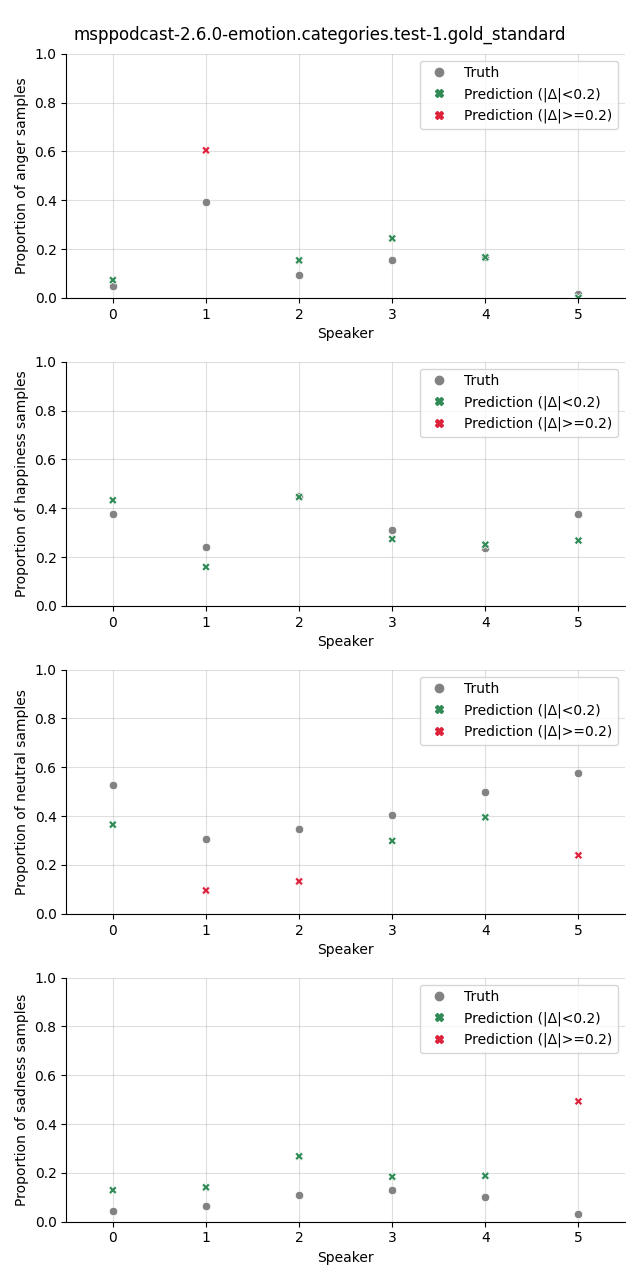 msppodcast-2.6.0-emotion.categories.test-1.gold_standard
Proportion of anger samples
1.0
0.8
0.6
0.4
0.2
0.0
Truth
Prediction (|Δ|<0.2)
Prediction (|Δ|>=0.2)
0 1 2 3 4 5
Speaker
Proportion of happiness samples
1.0
0.8
0.6
0.4
0.2
0.0
Truth
Prediction (|Δ|<0.2)
Prediction (|Δ|>=0.2)
0 1 2 3 4 5
Speaker
Proportion of neutral samples
1.0
0.8
0.6
0.4
0.2
0.0
Truth
Prediction (|Δ|<0.2)
Prediction (|Δ|>=0.2)
0 1 2 3 4 5
Speaker
Proportion of sadness samples
1.0
0.8
0.6
0.4
0.2
0.0
Truth
Prediction (|Δ|<0.2)
Prediction (|Δ|>=0.2)
0 1 2 3 4 5
Speaker